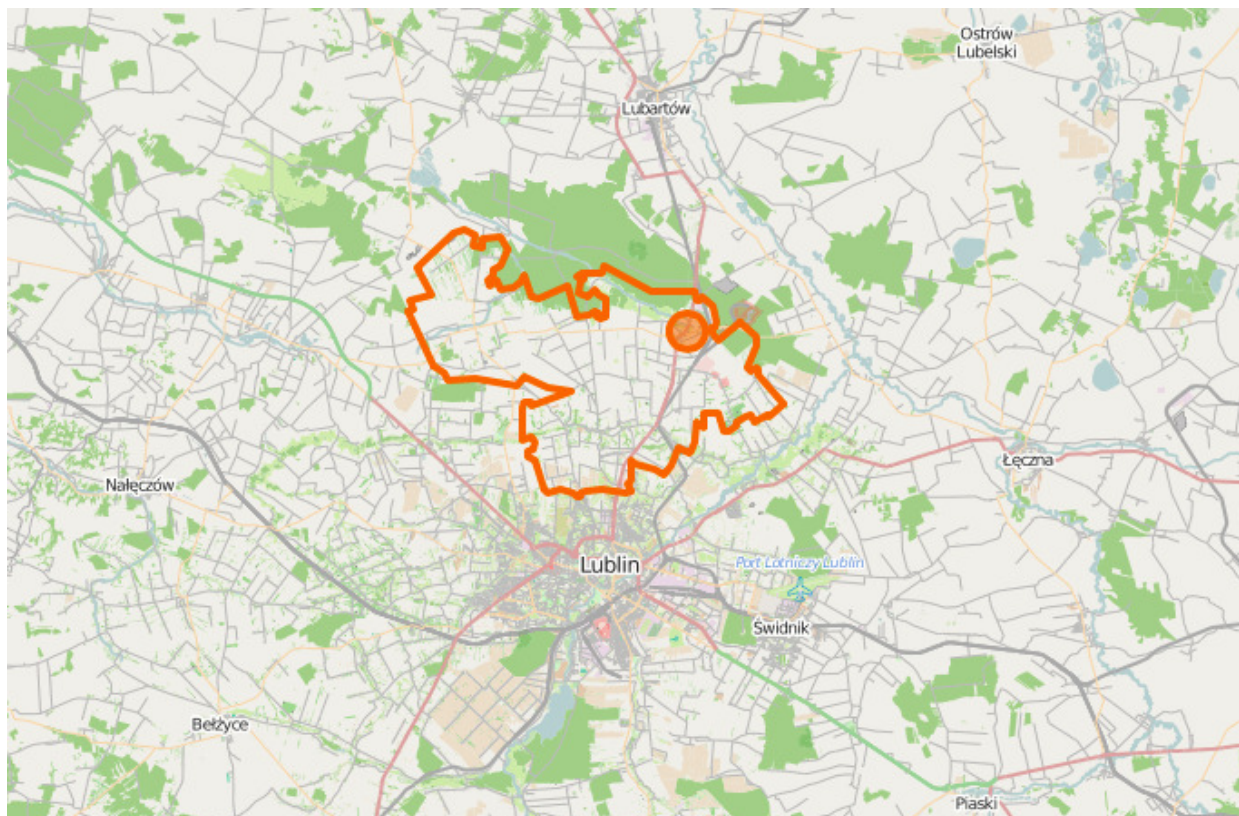 Ostrów
Lubelski
Lubartów
Łęczna
Nałęczów
Port Lotniczy Lublin
Lublin
Świdnik
Bełżyce
Piaski